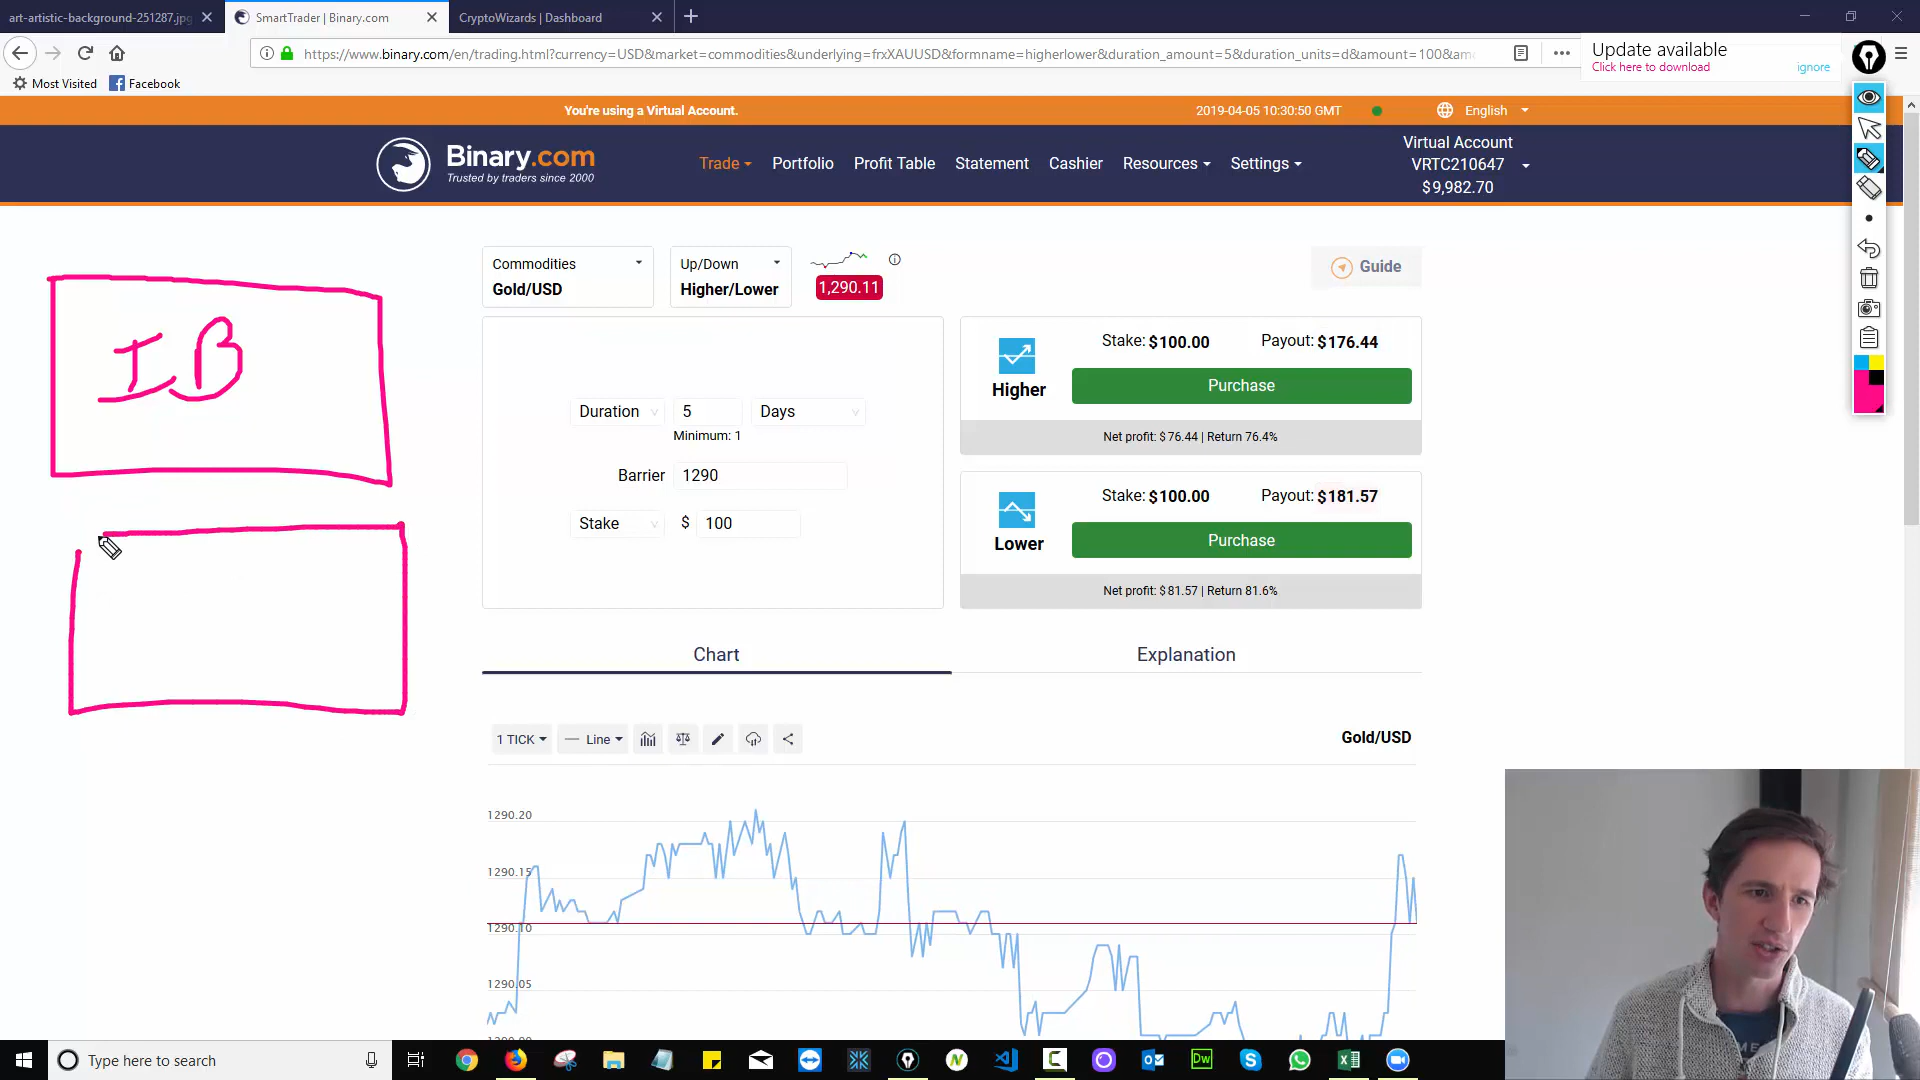 art-artistic-background-251287.jpg
SmartTrader | Binary.com
CryptoWizards | Dashboard
https://www.binary.com/en/trading.html?currency=USD&market=commodities&underlying=frxXAUUSD&formname=higherlower&duration_amount=5&duration_units=d&amount=100&am
Update available
Click here to download
ignore
Most Visited
Facebook
You're using a Virtual Account.
2019-04-05 10:30:50 GMT
English
Binary.com
Trusted by traders since 2000
Trade
Portfolio
Profit Table
Statement
Cashier
Resources
Settings
Virtual Account
VRTC210647
$9,982.70
IB
Commodities
Gold/USD
Up/Down
Higher/Lower
1,290.11
Guide
Duration 5 Days
Minimum: 1
Barrier 1290
Stake $ 100
Higher
Stake: $100.00 Payout: $176.44
Purchase
Net profit: $76.44 | Return 76.4%
Lower
Stake: $100.00 Payout: $181.57
Purchase
Net profit: $81.57 | Return 81.6%
Chart
Explanation
1 TICK
Line
Gold/USD
1290.20
1290.15
1290.10
1290.05
Type here to search